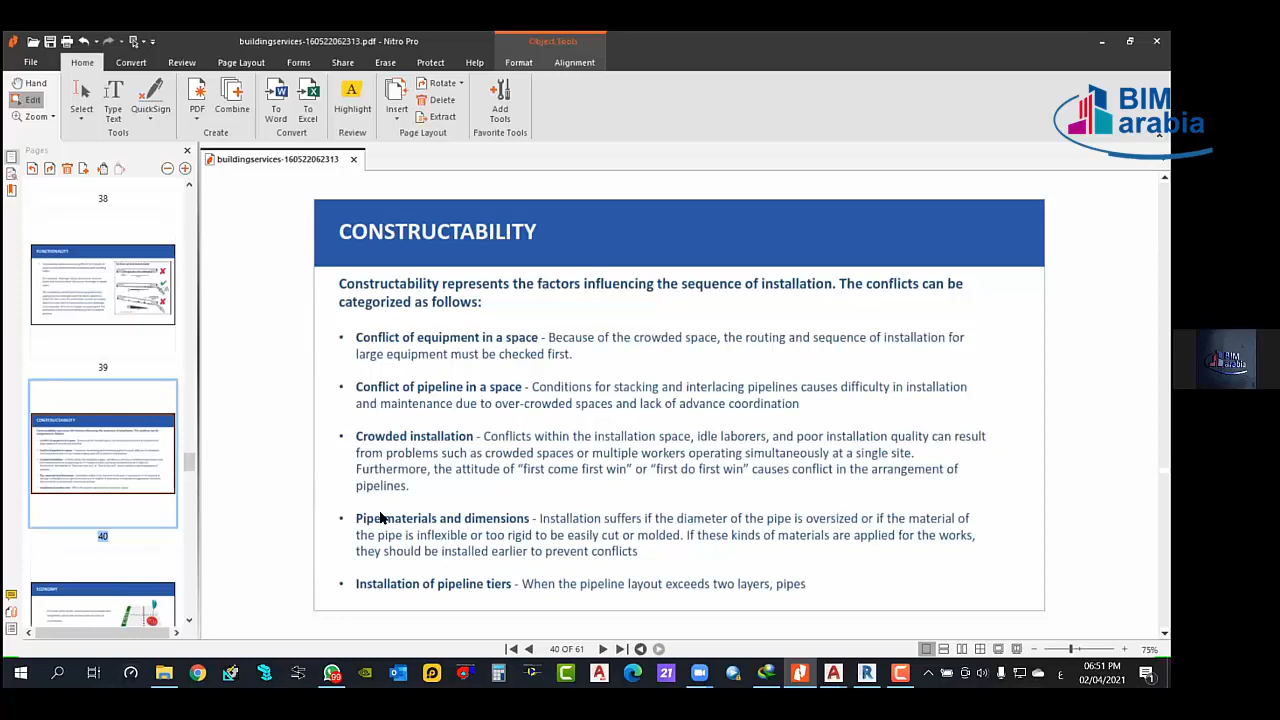 buildingservices-160522062313.pdf - Nitro Pro
Object Tools
File
Home
Convert
Review
Page Layout
Forms
Share
Erase
Protect
Help
Format
Alignment
Hand
Edit
Zoom
Select
Type Text
QuickSign
Tools
PDF
Combine
Create
To Word
To Excel
Convert
Highlight
Review
Insert
Rotate
Delete
Extract
Page Layout
Add Tools
Favorite Tools
BIM
arabia
Pages
buildingservices-160522062313
38
FUNCTIONALITY
39
CONSTRUCTABILITY
40
ECONOMY
CONSTRUCTABILITY
Constructability represents the factors influencing the sequence of installation. The conflicts can be
categorized as follows:
• Conflict of equipment in a space - Because of the crowded space, the routing and sequence of installation for
large equipment must be checked first.
• Conflict of pipeline in a space - Conditions for stacking and interlacing pipelines causes difficulty in installation
and maintenance due to over-crowded spaces and lack of advance coordination
• Crowded installation - Conflicts within the installation space, idle laborers, and poor installation quality can result
from problems such as crowded spaces or multiple workers operating simultaneously at a single site.
Furthermore, the attitude of “first come first win” or “first do first win” causes conflict in the arrangement of
pipelines.
• Pipe materials and dimensions - Installation suffers if the diameter of the pipe is oversized or if the material of
the pipe is inflexible or too rigid to be easily cut or molded. If these kinds of materials are applied for the works,
they should be installed earlier to prevent conflicts
• Installation of pipeline tiers - When the pipeline layout exceeds two layers, pipes
BIM
arabia
40 OF 61
75%
99
21
ع
06:51 PM
02/04/2021
1